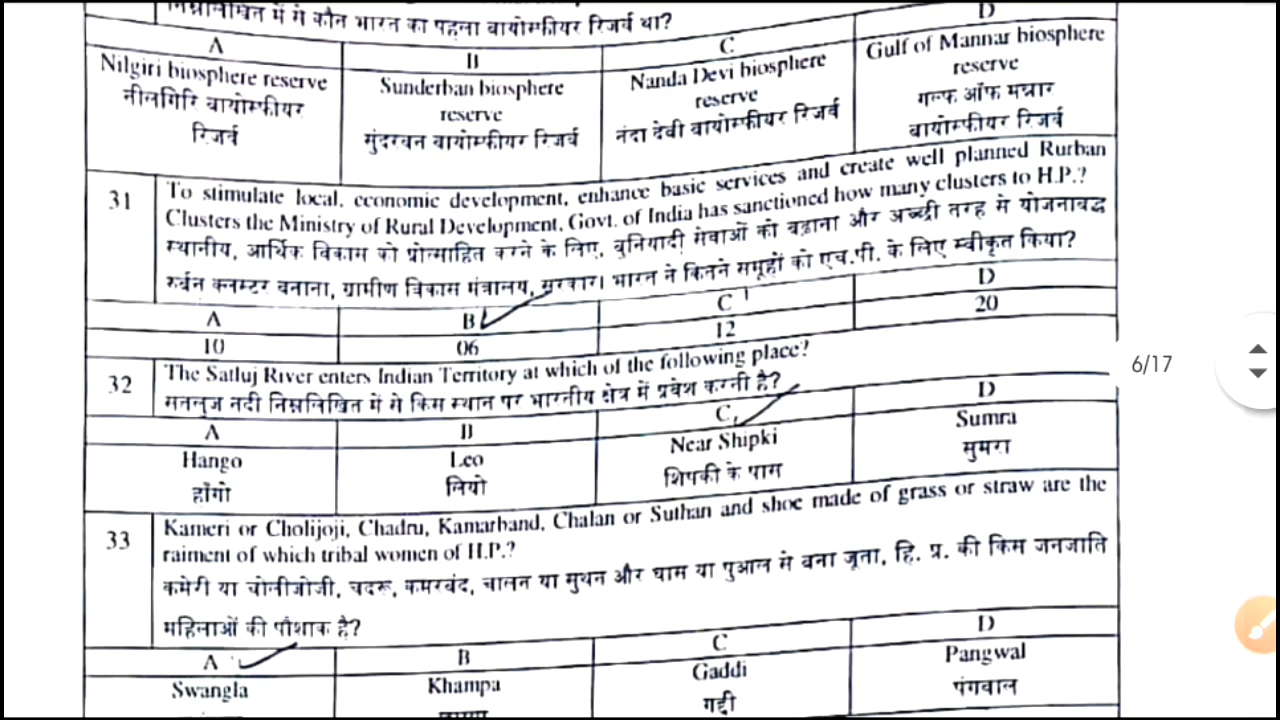 निम्नलिखित में से कौन भारत का पहला बायोस्फीयर रिजर्व था?
A
B
C
D
Nilgiri biosphere reserve
नीलगिरि बायोस्फीयर
रिजर्व
Sunderban biosphere
reserve
सुंदरवन बायोस्फीयर रिजर्व
Nanda Devi biosphere
reserve
नंदा देवी बायोस्फीयर रिजर्व
Gulf of Mannar biosphere
reserve
गल्फ ऑफ मन्नार
बायोस्फीयर रिजर्व
31
To stimulate local, economic development, enhance basic services and create well planned Rurban
Clusters the Ministry of Rural Development, Govt. of India has sanctioned how many clusters to H.P.?
स्थानीय, आर्थिक विकास को प्रोत्साहित करने के लिए, बुनियादी सेवाओं को बढ़ाना और अच्छी तरह से योजनाबद्ध
रुर्बन क्लस्टर बनाना, ग्रामीण विकास मंत्रालय, सरकार। भारत ने कितने समूहों को एच.पी. के लिए स्वीकृत किया?
A
B
C
D
10
06
12
20
32
The Satluj River enters Indian Territory at which of the following place?
सतलुज नदी निम्नलिखित में से किस स्थान पर भारतीय क्षेत्र में प्रवेश करती है?
A
B
C
D
Hango
हाँगो
Leo
लियो
Near Shipki
शिपकी के पास
Sumra
सुमरा
33
Kameri or Cholijoji, Chadru, Kamarband, Chalan or Suthan and shoe made of grass or straw are the
raiment of which tribal women of H.P.?
कमेरी या चोलीजोजी, चदरू, कमरबंद, चालन या सुथन और घास या पुआल से बना जूता, हि. प्र. की किस जनजाति
महिलाओं की पौशाक है?
A
B
C
D
Swangla
Khampa
Gaddi
गद्दी
Pangwal
पंगवाल
6/17